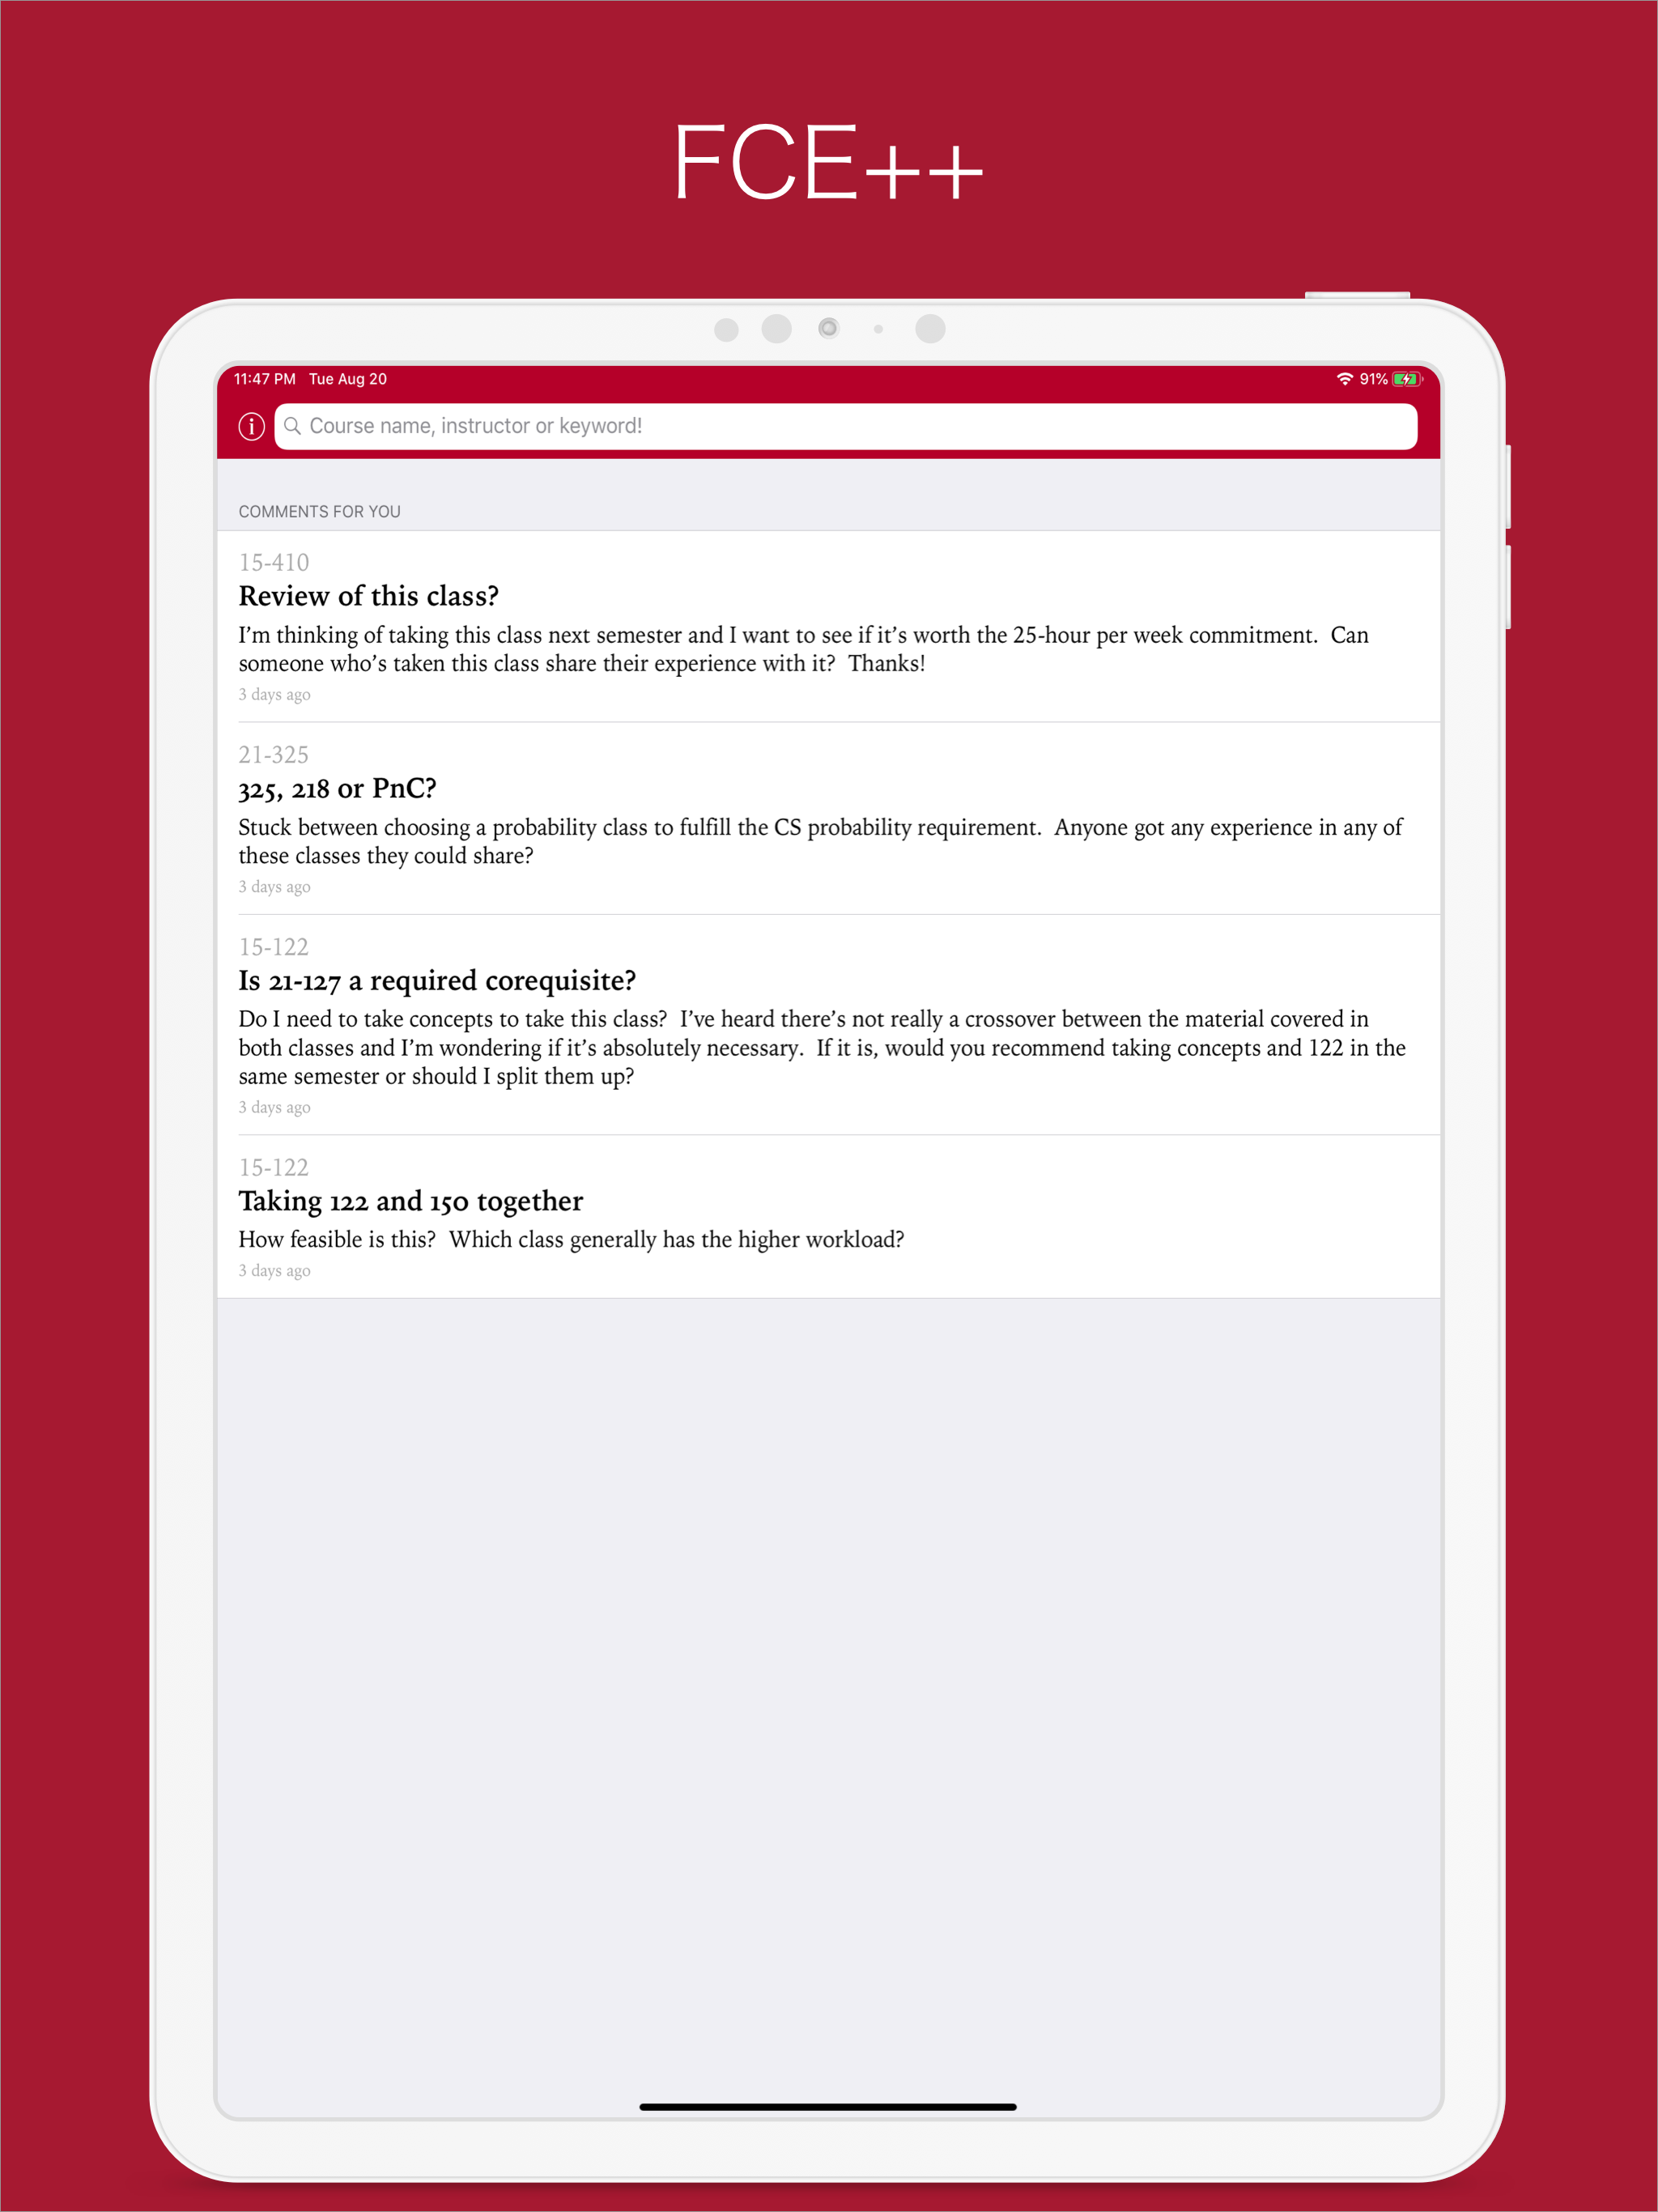 FCE++
11:47 PM Tue Aug 20
91%
Course name, instructor or keyword!
COMMENTS FOR YOU
15-410
Review of this class?
I’m thinking of taking this class next semester and I want to see if it’s worth the 25-hour per week commitment. Can
someone who’s taken this class share their experience with it? Thanks!
3 days ago
21-325
325, 218 or PnC?
Stuck between choosing a probability class to fulfill the CS probability requirement. Anyone got any experience in any of
these classes they could share?
3 days ago
15-122
Is 21-127 a required corequisite?
Do I need to take concepts to take this class? I’ve heard there’s not really a crossover between the material covered in
both classes and I’m wondering if it’s absolutely necessary. If it is, would you recommend taking concepts and 122 in the
same semester or should I split them up?
3 days ago
15-122
Taking 122 and 150 together
How feasible is this? Which class generally has the higher workload?
3 days ago